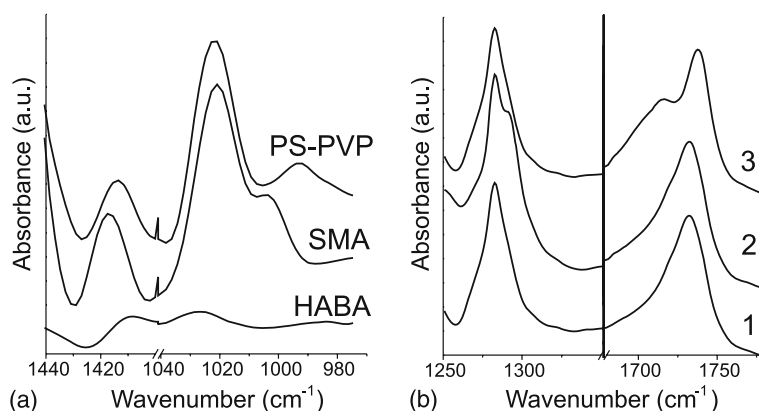 Absorbance (a.u.)
PS-PVP
SMA
HABA
1440 1420 1040 1020 1000 980
(a) Wavenumber (cm-1)
Absorbance (a.u.)
3
2
1
1250 1300 1700 1750
(b) Wavenumber (cm-1)